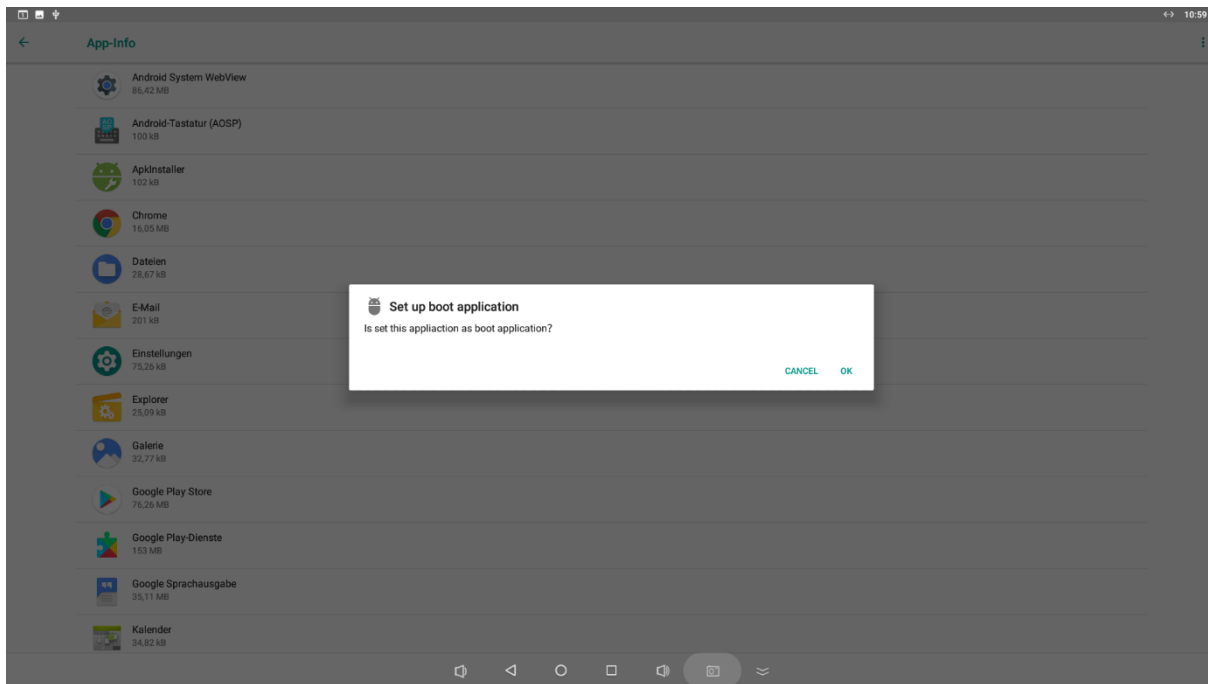 10:59
App-Info
Android System WebView
86,42 MB
Android-Tastatur (AOSP)
100 kB
ApkInstaller
102 kB
Chrome
16,05 MB
Dateien
28,67 kB
E-Mail
201 kB
Einstellungen
75,26 kB
Explorer
25,09 kB
Galerie
32,77 kB
Google Play Store
76,26 MB
Google Play-Dienste
153 MB
Google Sprachausgabe
35,11 MB
Kalender
34,82 kB
Set up boot application
Is set this appliaction as boot application?
CANCEL OK